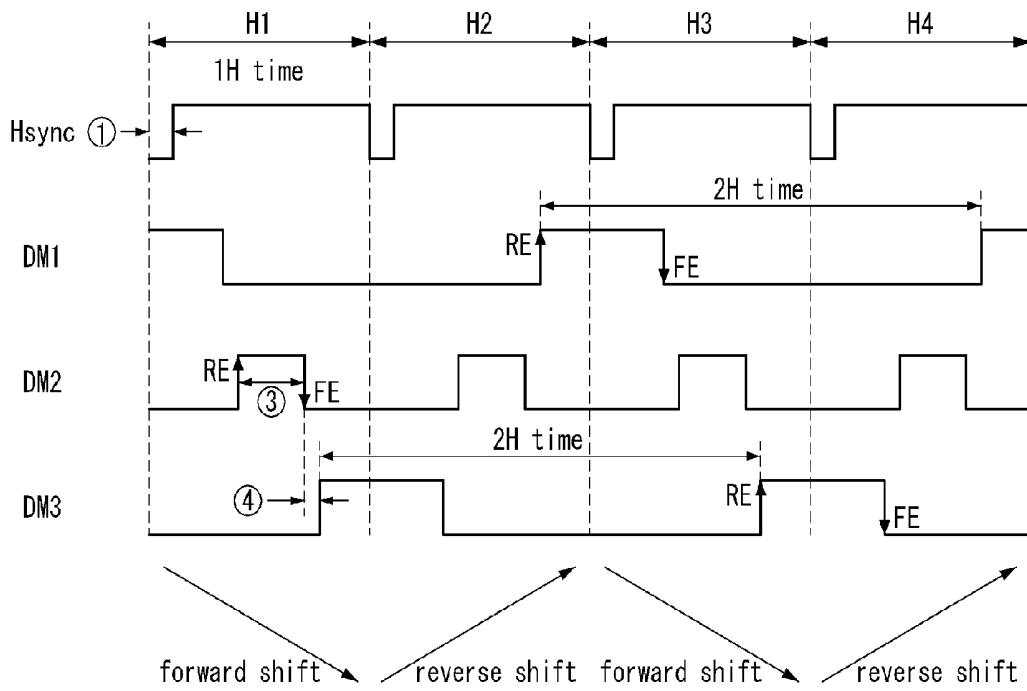 H1 H2 H3 H4
1H time
Hsync ①
2H time
DM1 RE FE
DM2 RE ③ FE
2H time
DM3 ④ RE FE
forward shift reverse shift forward shift reverse shift